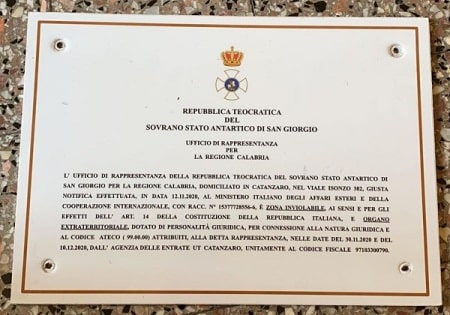 REPUBBLICA TEOCRATICA
DEL
SOVRANO STATO ANTARTICO DI SAN GIORGIO
UFFICIO DI RAPPRESENTANZA
PER
LA REGIONE CALABRIA
L' UFFICIO DI RAPPRESENTANZA DELLA REPUBBLICA TEOCRATICA DEL SOVRANO STATO ANTARTICO DI
SAN GIORGIO PER LA REGIONE CALABRIA, DOMICILIATO IN CATANZARO, NEL VIALE ISONZO 382, GIUSTA
NOTIFICA EFFETTUATA, IN DATA 12.11.2020, AL MINISTERO ITALIANO DEGLI AFFARI ESTERI E DELLA
COOPERAZIONE INTERNAZIONALE, CON RACC. N° 15377728556-6, È ZONA INVIOLABILE, AI SENSI E PER GLI
EFFETTI DELL' ART. 14 DELLA COSTITUZIONE DELLA REPUBBLICA ITALIANA, E ORGANO
EXTRATERRITORIALE, DOTATO DI PERSONALITÀ GIURIDICA, PER CONNESSIONE ALLA NATURA GIURIDICA E
AL CODICE ATECO ( 99.00.00) ATTRIBUITI, ALLA DETTA RAPPRESENTANZA, NELLE DATE DEL 30.11.2020 E DEL
10.12.2020, DALL' AGENZIA DELLE ENTRATE UT CATANZARO, UNITAMENTE AL CODICE FISCALE 97103300790.